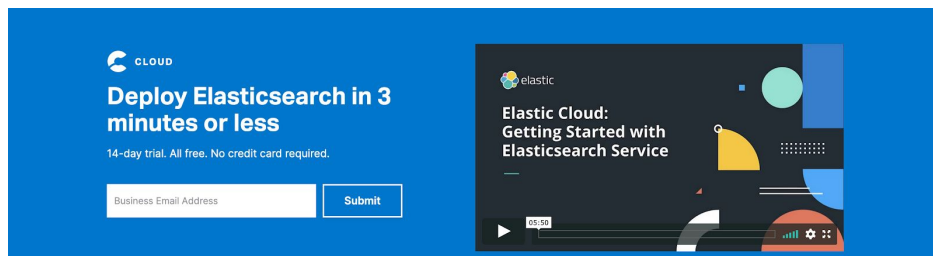 CLOUD
Deploy Elasticsearch in 3
minutes or less
14-day trial. All free. No credit card required.
Business Email Address
Submit
elastic
Elastic Cloud:
Getting Started with
Elasticsearch Service
05:50